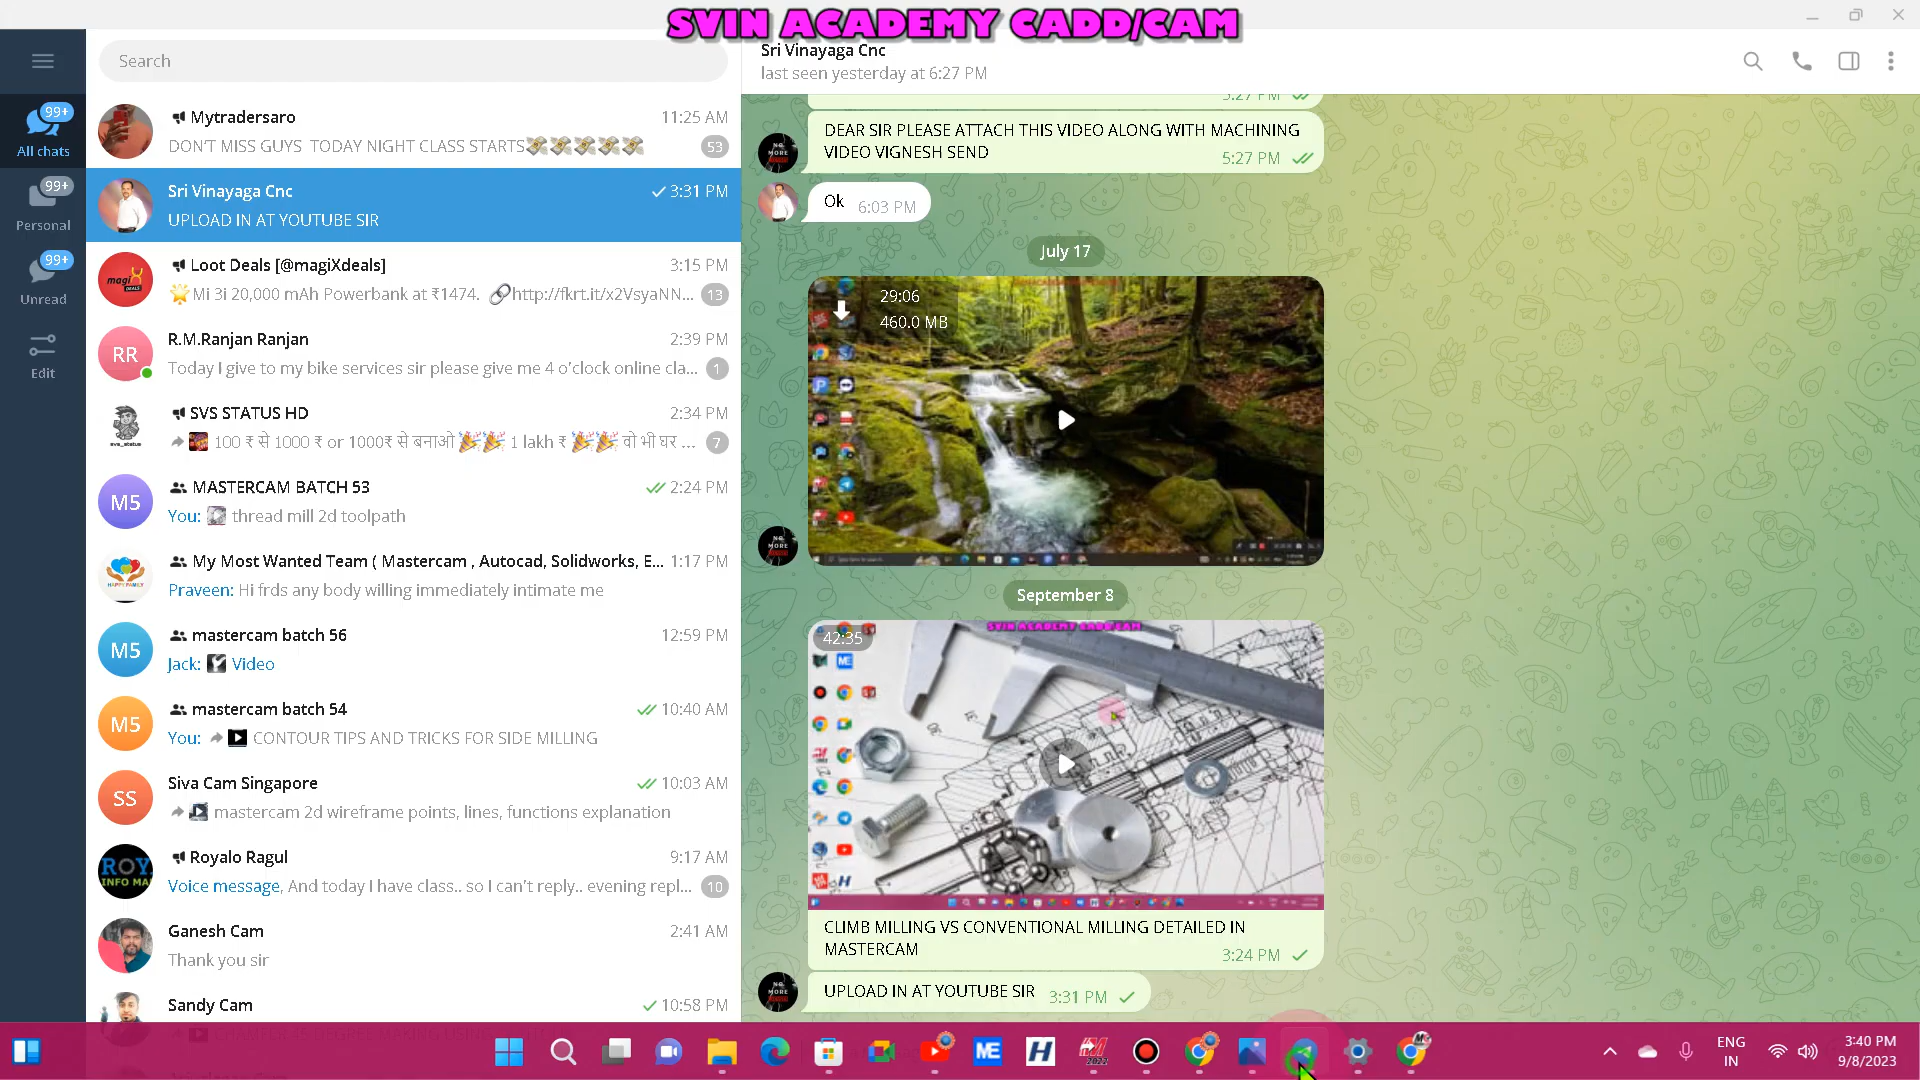 SVIN ACADEMY CADD/CAM
Search
Sri Vinayaga Cnc
last seen yesterday at 6:27 PM
99+
All chats
99+
Personal
99+
Unread
Edit
Mytradersaro
11:25 AM
DON'T MISS GUYS TODAY NIGHT CLASS STARTS💸💸💸💸💸
53
Sri Vinayaga Cnc
3:31 PM
UPLOAD IN AT YOUTUBE SIR
Loot Deals [@magiXdeals]
3:15 PM
🌟Mi 3i 20,000 mAh Powerbank at ₹1474. 🔗http://fkrt.it/x2VsyaNN...
13
RR
R.M.Ranjan Ranjan
2:39 PM
Today I give to my bike services sir please give me 4 o'clock online cla...
1
SVS STATUS HD
2:34 PM
100 ₹ से 1000 ₹ or 1000₹ से बनाओ 🎉🎉 1 lakh ₹ 🎉🎉 वो भी घर ...
7
M5
MASTERCAM BATCH 53
2:24 PM
You: thread mill 2d toolpath
My Most Wanted Team ( Mastercam , Autocad, Solidworks, E...
1:17 PM
Praveen: Hi frds any body willing immediately intimate me
M5
mastercam batch 56
12:59 PM
Jack: Video
M5
mastercam batch 54
10:40 AM
You: CONTOUR TIPS AND TRICKS FOR SIDE MILLING
SS
Siva Cam Singapore
10:03 AM
mastercam 2d wireframe points, lines, functions explanation
Royalo Ragul
9:17 AM
Voice message, And today I have class.. so I can't reply.. evening repl...
10
Ganesh Cam
2:41 AM
Thank you sir
Sandy Cam
10:58 PM
5:27 PM
DEAR SIR PLEASE ATTACH THIS VIDEO ALONG WITH MACHINING
VIDEO VIGNESH SEND
5:27 PM
Ok 6:03 PM
July 17
29:06
460.0 MB
September 8
SVIN ACADEMY CADD/CAM
42:35
CLIMB MILLING VS CONVENTIONAL MILLING DETAILED IN
MASTERCAM
3:24 PM
UPLOAD IN AT YOUTUBE SIR 3:31 PM
ME
H
2022
ENG
IN
3:40 PM
9/8/2023